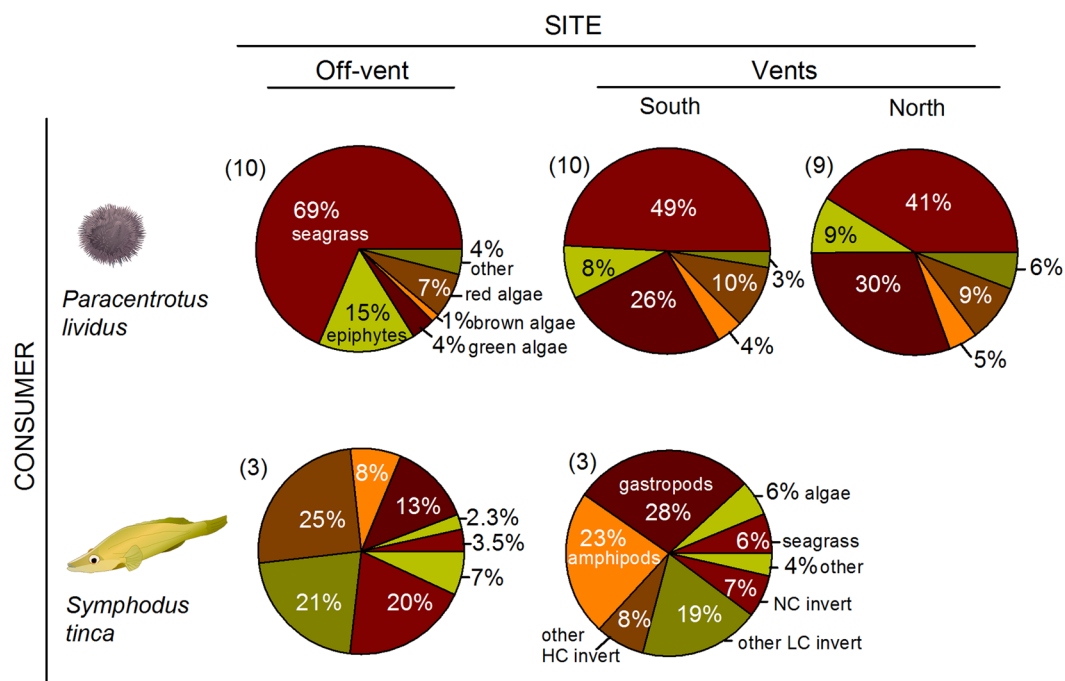 SITE
Off-vent
Vents
South
North
CONSUMER
Paracentrotus
lividus
(10)
69%
seagrass
4%
other
7% red algae
1% brown algae
15%
epiphytes
4% green algae
(10)
49%
8%
3%
10%
26%
4%
(9)
41%
9%
6%
30%
9%
5%
Symphodus
tinca
(3)
8%
13%
25%
2.3%
3.5%
7%
21%
20%
(3)
gastropods
28%
6% algae
23%
amphipods
6% seagrass
4% other
7%
NC invert
8%
19%
other
HC invert
other LC invert